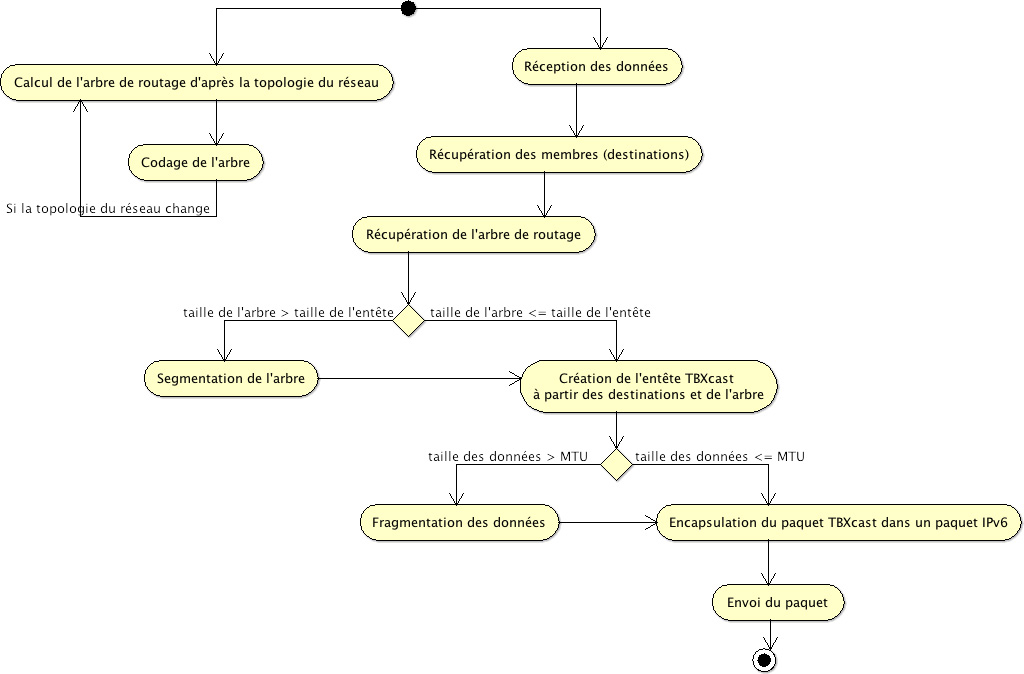 Réception des données
Calcul de l'arbre de routage d'après la topologie du réseau
Récupération des membres (destinations)
Codage de l'arbre
Si la topologie du réseau change
Récupération de l'arbre de routage
taille de l'arbre > taille de l'entête
taille de l'arbre <= taille de l'entête
Segmentation de l'arbre
Création de l'entête TBXcast
à partir des destinations et de l'arbre
taille des données > MTU
taille des données <= MTU
Fragmentation des données
Encapsulation du paquet TBXcast dans un paquet IPv6
Envoi du paquet